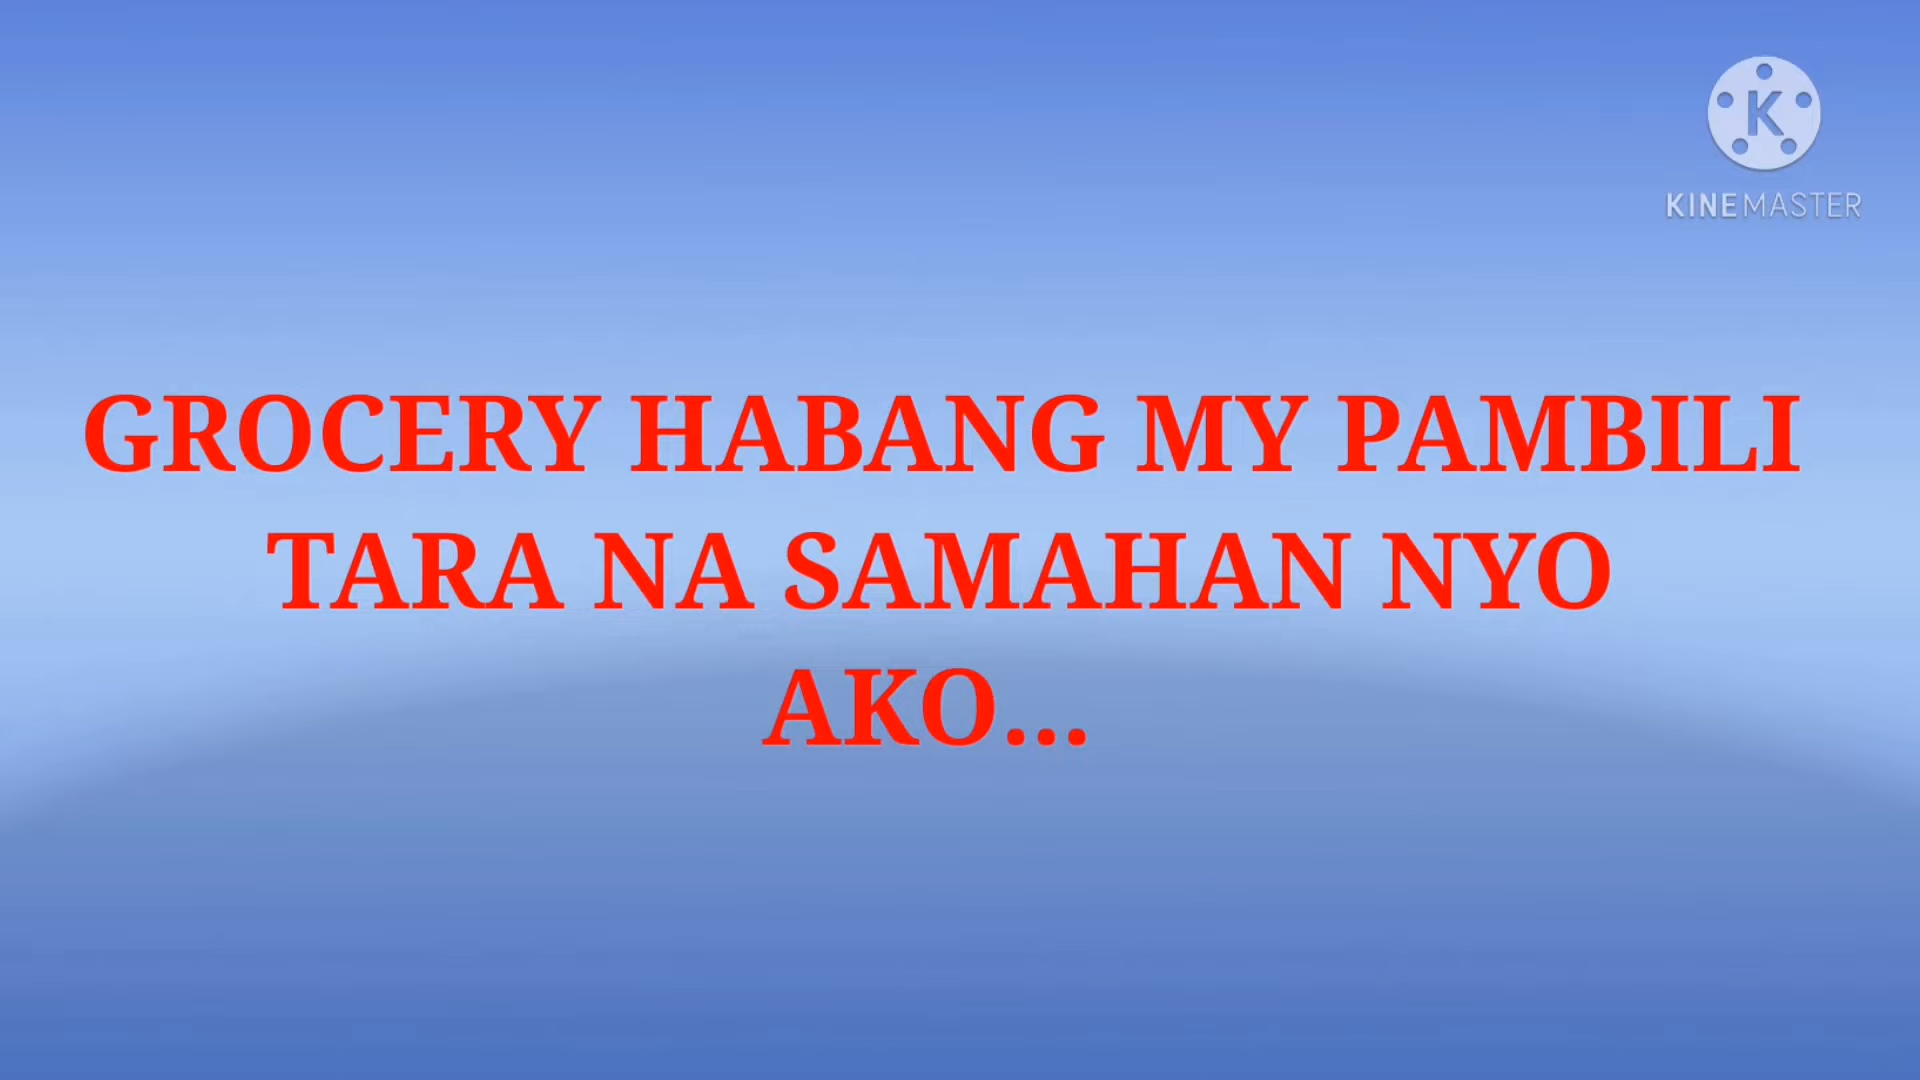 K
KINEMASTER
GROCERY HABANG MY PAMBILI
TARA NA SAMAHAN NYO
AKO...